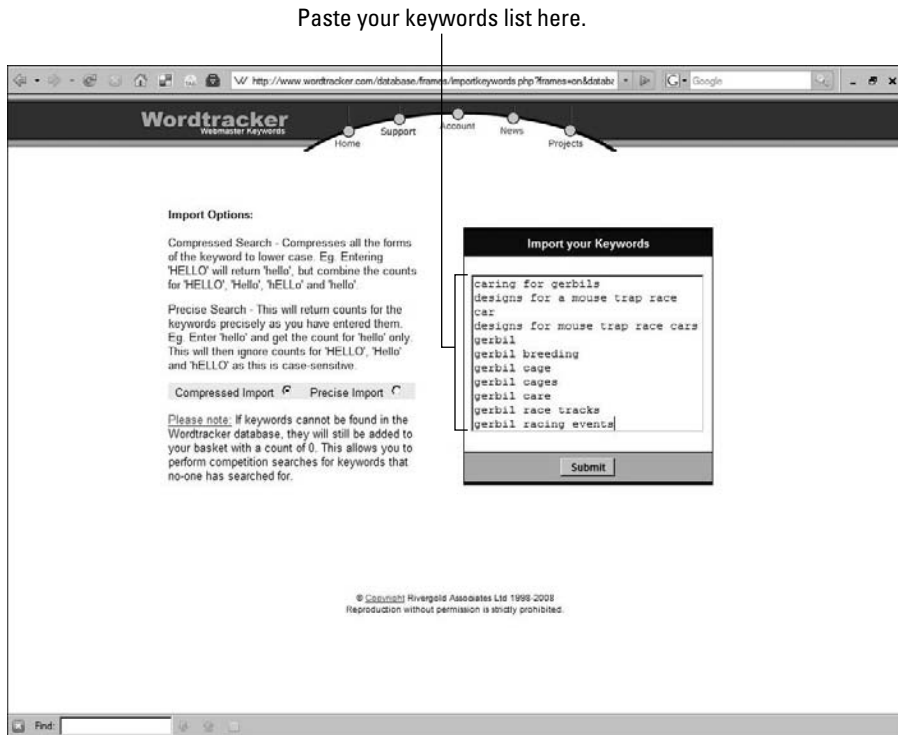 Paste your keywords list here.
http://www.wordtracker.com/database/frames/importkeywords.php?frames=on&databa
Google
Wordtracker
Webmaster Keywords
Home
Support
Account
News
Projects
Import Options:
Compressed Search - Compresses all the forms
of the keyword to lower case. Eg. Entering
'HELLO' will return 'hello', but combine the counts
for 'HELLO', 'Hello', 'hELLo' and 'hello'.
Precise Search - This will return counts for the
keywords precisely as you have entered them.
Eg. Enter 'hello' and get the count for 'hello' only.
This will then ignore counts for 'HELLO', 'Hello'
and 'hELLO' as this is case-sensitive.
Compressed Import Precise Import
Please note: If keywords cannot be found in the
Wordtracker database, they will still be added to
your basket with a count of 0. This allows you to
perform competition searches for keywords that
no-one has searched for.
Import your Keywords
caring for gerbils
designs for a mouse trap race
car
designs for mouse trap race cars
gerbil
gerbil breeding
gerbil cage
gerbil cages
gerbil care
gerbil race tracks
gerbil racing events
Submit
© Copyright Rivergold Associates Ltd 1998-2008
Reproduction without permission is strictly prohibited.
Find: